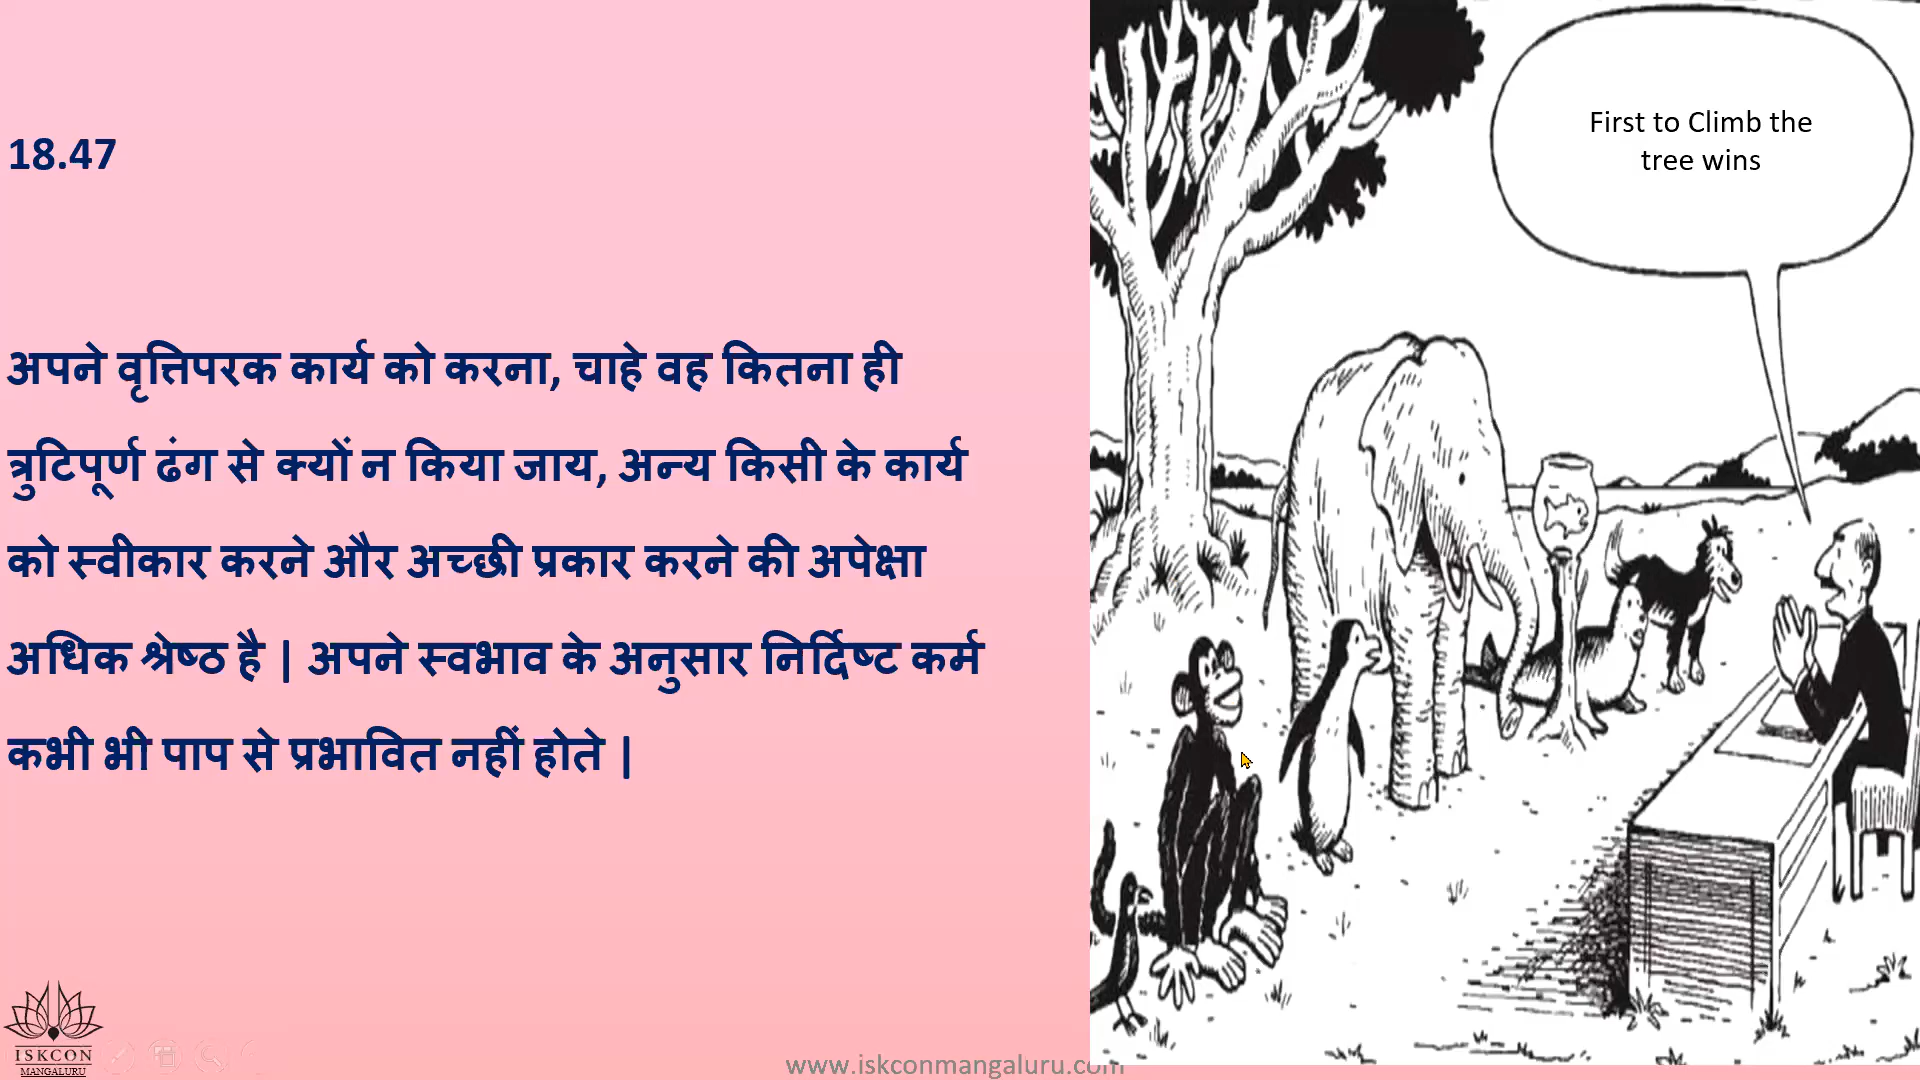 18.47
अपने वृत्तिपरक कार्य को करना, चाहे वह कितना ही
त्रुटिपूर्ण ढंग से क्यों न किया जाय, अन्य किसी के कार्य
को स्वीकार करने और अच्छी प्रकार करने की अपेक्षा
अधिक श्रेष्ठ है | अपने स्वभाव के अनुसार निर्दिष्ट कर्म
कभी भी पाप से प्रभावित नहीं होते |
First to Climb the
tree wins
ISKCON
MANGALURU
www.iskconmangaluru.com